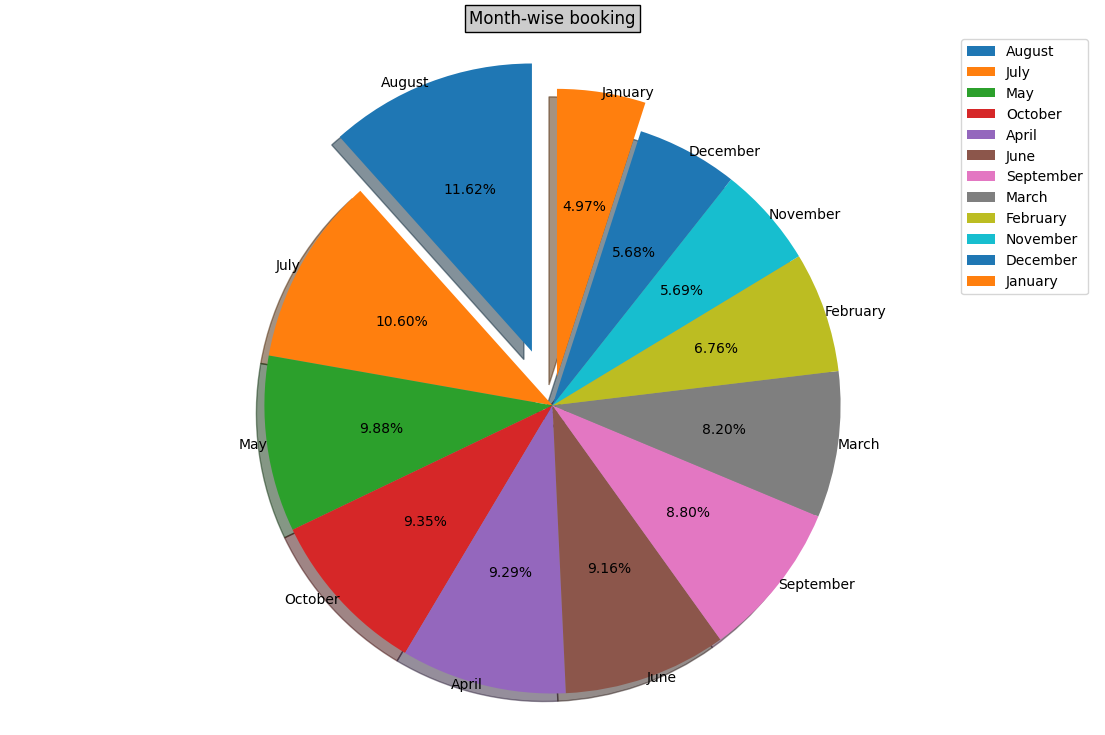 Month-wise booking
August
January
December
November
July
February
May
March
October
September
April
June
11.62%
4.97%
5.68%
5.69%
10.60%
6.76%
9.88%
8.20%
9.35%
8.80%
9.29%
9.16%
August
July
May
October
April
June
September
March
February
November
December
January